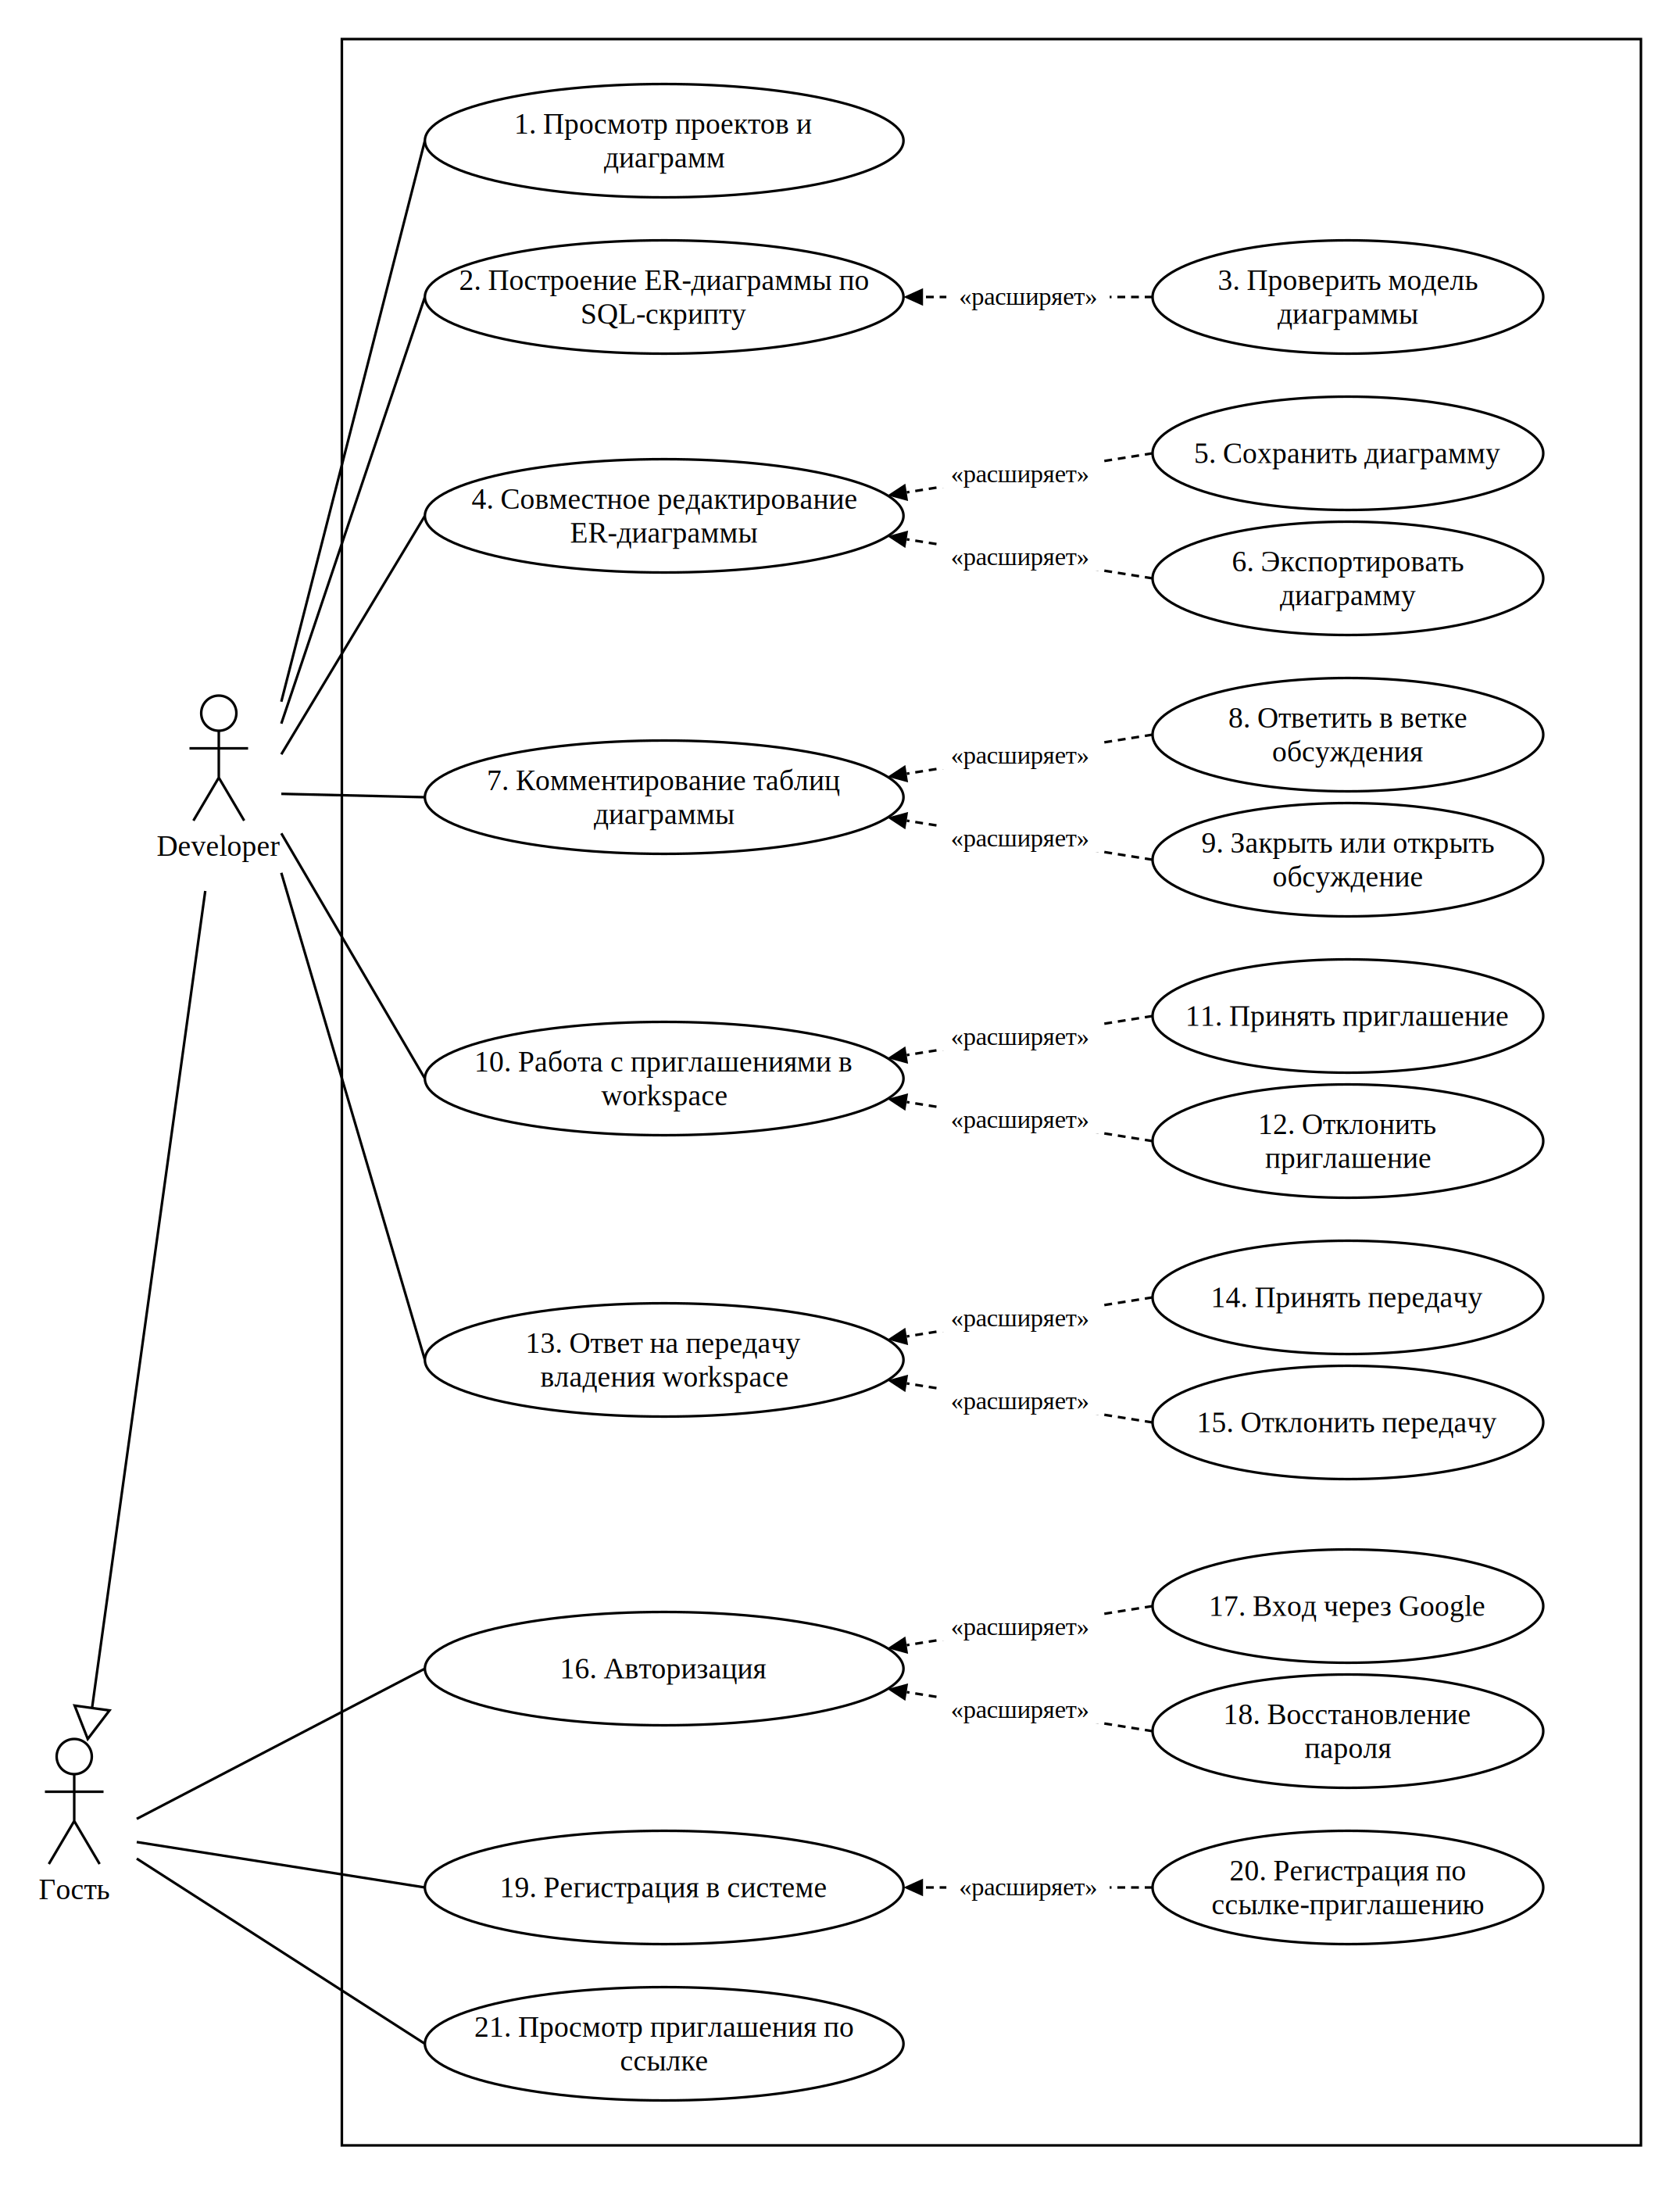 1. Просмотр проектов и
диаграмм
2. Построение ER-диаграммы по
SQL-скрипту
«расширяет»
3. Проверить модель
диаграммы
4. Совместное редактирование
ER-диаграммы
«расширяет»
5. Сохранить диаграмму
«расширяет»
6. Экспортировать
диаграмму
Developer
7. Комментирование таблиц
диаграммы
«расширяет»
8. Ответить в ветке
обсуждения
«расширяет»
9. Закрыть или открыть
обсуждение
10. Работа с приглашениями в
workspace
«расширяет»
11. Принять приглашение
«расширяет»
12. Отклонить
приглашение
13. Ответ на передачу
владения workspace
«расширяет»
14. Принять передачу
«расширяет»
15. Отклонить передачу
16. Авторизация
«расширяет»
17. Вход через Google
«расширяет»
18. Восстановление
пароля
Гость
19. Регистрация в системе
«расширяет»
20. Регистрация по
ссылке-приглашению
21. Просмотр приглашения по
ссылке